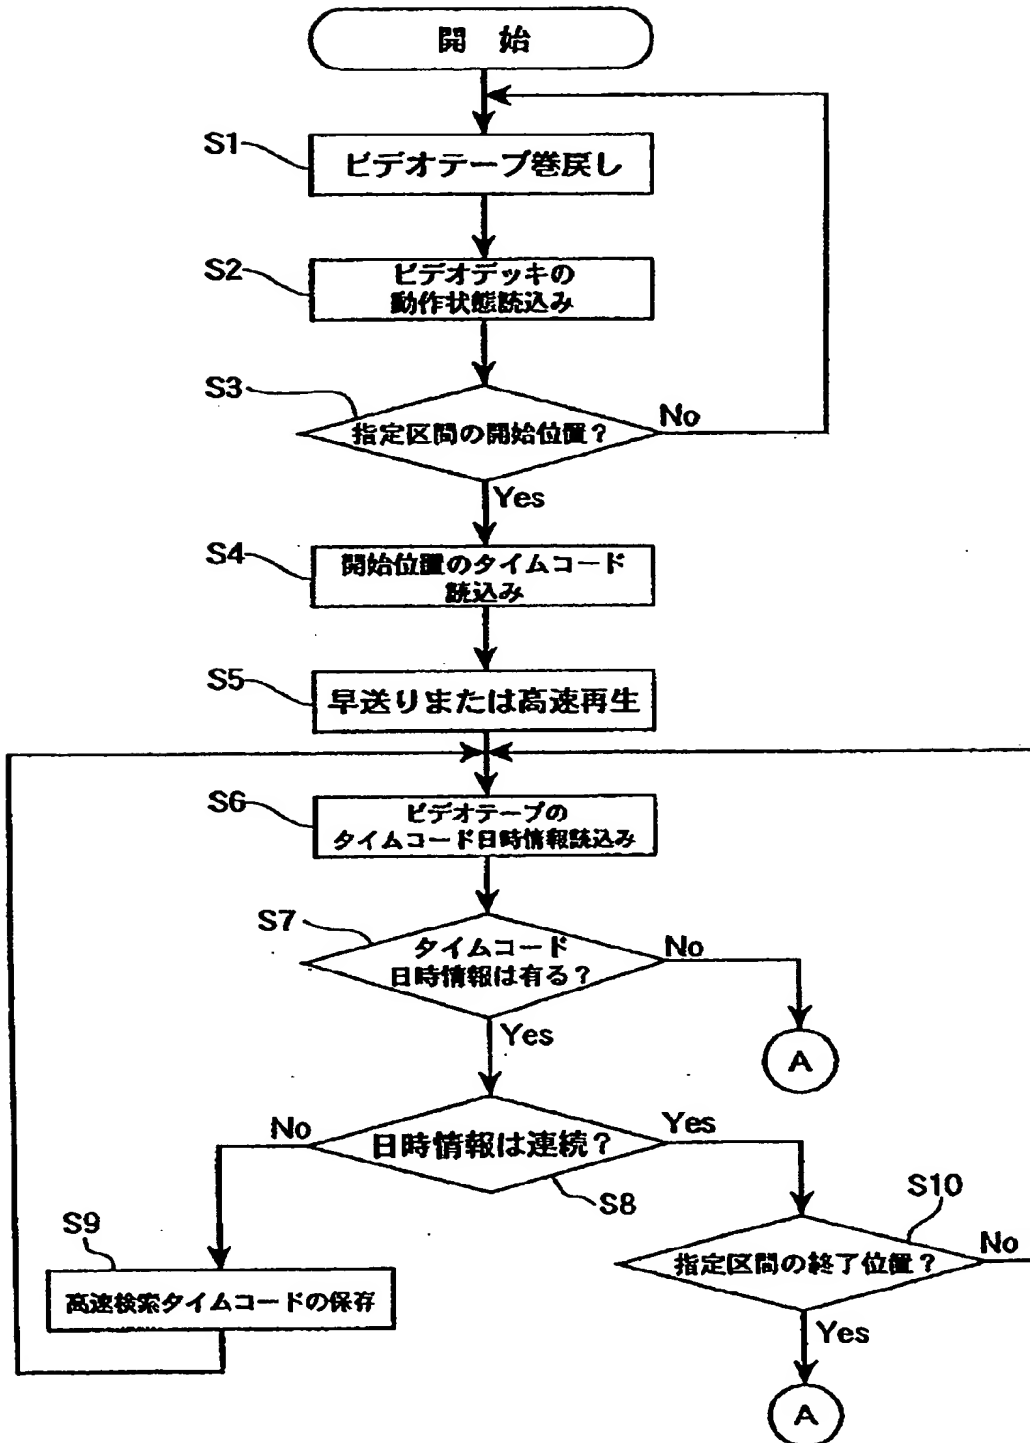 開 始
S1
ビデオテープ巻戻し
S2
ビデオデッキの
動作状態読込み
S3
指定区間の開始位置？
No
Yes
S4
開始位置のタイムコード
読込み
S5
早送りまたは高速再生
S6
ビデオテープの
タイムコード日時情報読込み
S7
タイムコード
日時情報は有る？
No
Yes
A
No
日時情報は連続？
Yes
S8
S9
高速検索タイムコードの保存
S10
指定区間の終了位置？
No
Yes
A